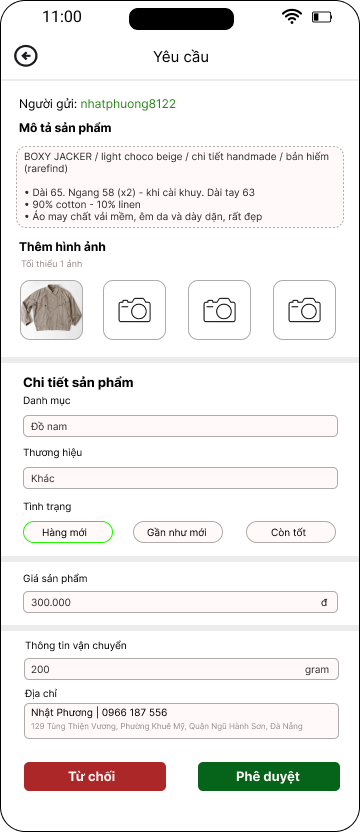 11:00
Yêu cầu
Người gửi: nhatphuong8122
Mô tả sản phẩm
BOXY JACKER / light choco beige / chi tiết handmade / bản hiếm
(rarefind)
• Dài 65. Ngang 58 (x2) - khi cài khuy. Dài tay 63
• 90% cotton - 10% linen
• Áo may chất vải mềm, êm da và dày dặn, rất đẹp
Thêm hình ảnh
Tối thiểu 1 ảnh
Chi tiết sản phẩm
Danh mục
Đồ nam
Thương hiệu
Khác
Tình trạng
Hàng mới Gần như mới Còn tốt
Giá sản phẩm
300.000 đ
Thông tin vận chuyển
200 gram
Địa chỉ
Nhật Phương | 0966 187 556
129 Tùng Thiện Vương, Phường Khuê Mỹ, Quận Ngũ Hành Sơn, Đà Nẵng
Từ chối Phê duyệt